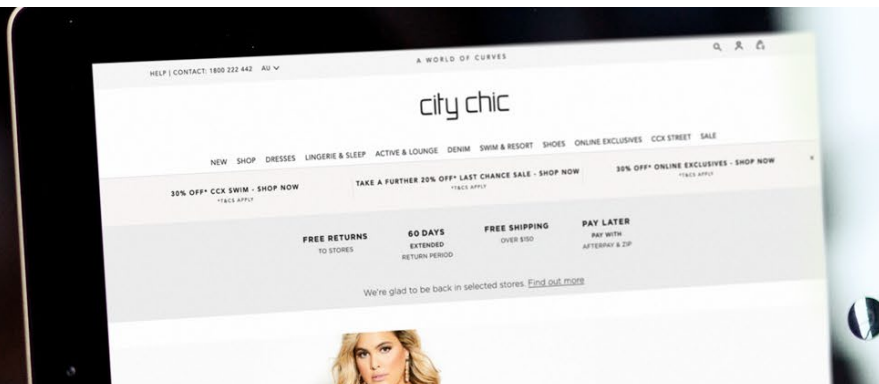 HELP | CONTACT: 1800 222 442 AU
A WORLD OF CURVES
city chic
NEW SHOP DRESSES LINGERIE & SLEEP ACTIVE & LOUNGE DENIM SWIM & RESORT SHOES ONLINE EXCLUSIVES CCX STREET SALE
30% OFF* CCX SWIM - SHOP NOW
*T&CS APPLY
TAKE A FURTHER 20% OFF* LAST CHANCE SALE - SHOP NOW
*T&CS APPLY
30% OFF* ONLINE EXCLUSIVES - SHOP NOW
*T&CS APPLY
FREE RETURNS
TO STORES
60 DAYS
EXTENDED
RETURN PERIOD
FREE SHIPPING
OVER $150
PAY LATER
PAY WITH
AFTERPAY & ZIP
We're glad to be back in selected stores. Find out more